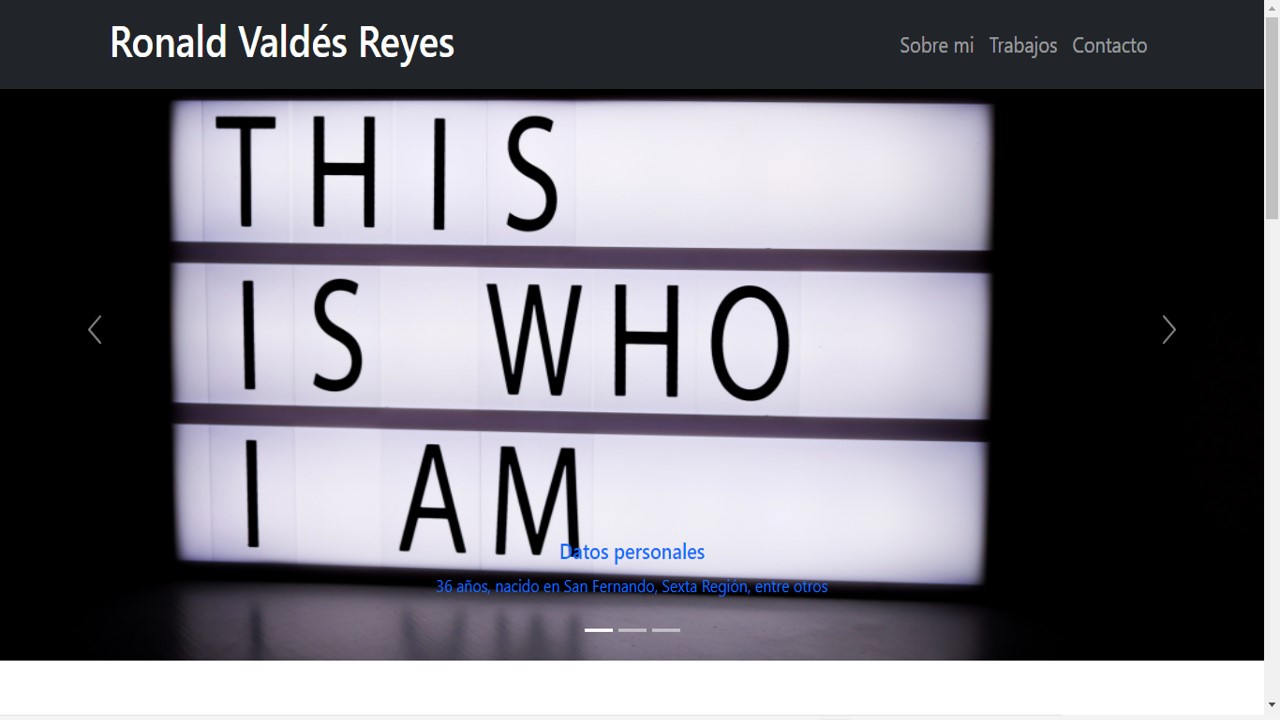 Ronald Valdés Reyes
Sobre mi Trabajos Contacto
THIS
IS WHO
I AM
Datos personales
36 años, nacido en San Fernando, Sexta Región, entre otros